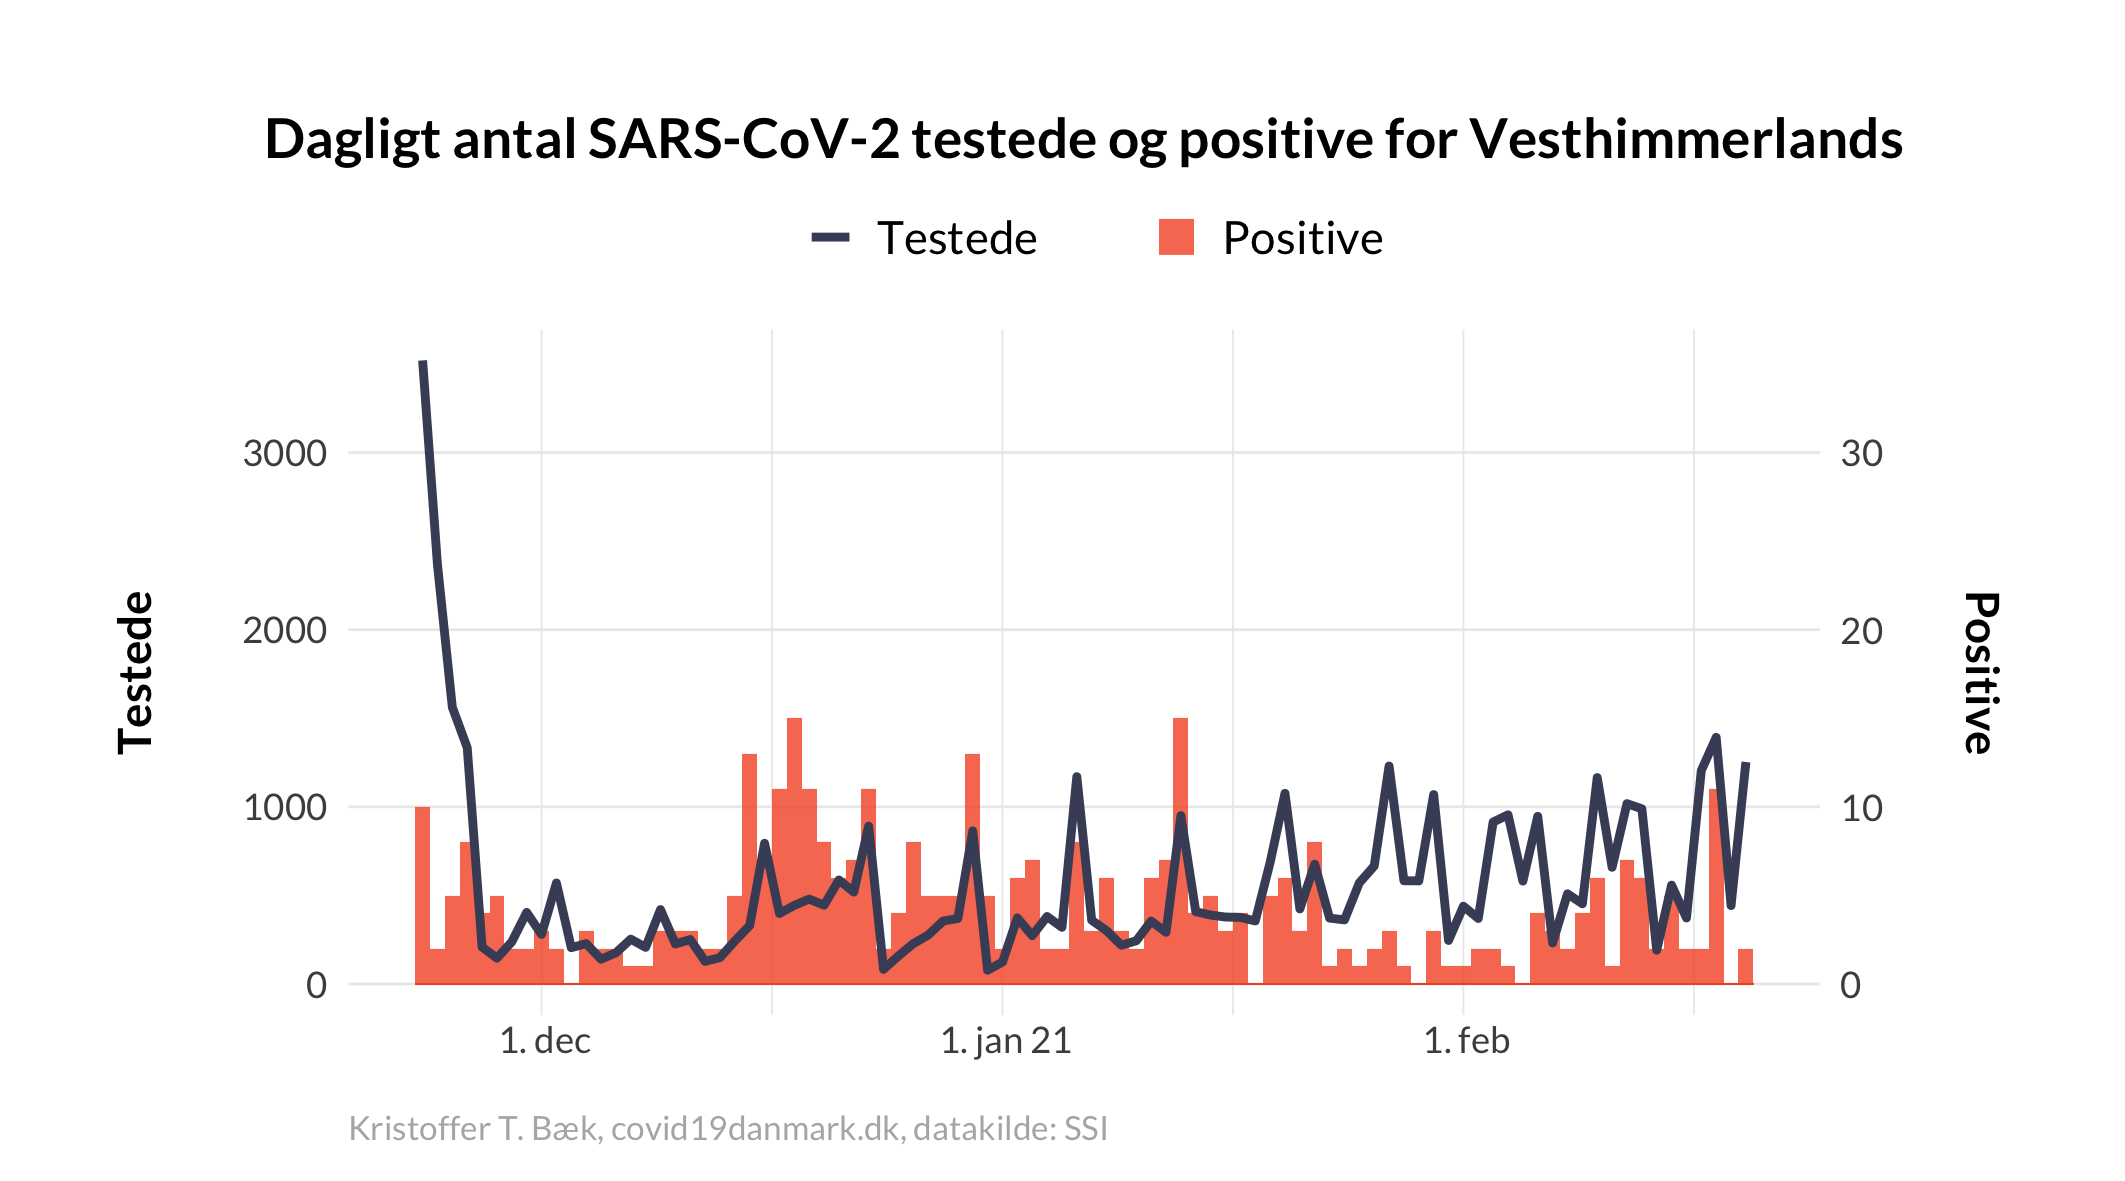 Dagligt antal SARS-CoV-2 testede og positive for Vesthimmerlands
Testede
Positive
Testede
3000
2000
1000
0
30
20
10
0
Positive
1. dec
1. jan 21
1. feb
Kristoffer T. Bæk, covid19danmark.dk, datakilde: SSI